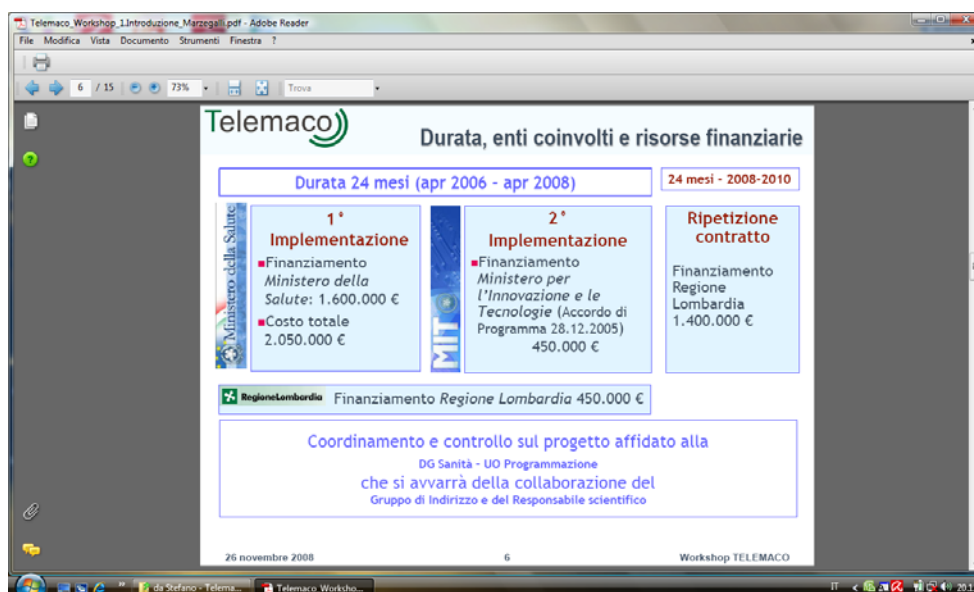 Telemaco_Workshop_1.Introduzione_Marzegalli.pdf - Adobe Reader
File Modifica Vista Documento Strumenti Finestra ?
6 / 15 73% Trova
Telemaco
Durata, enti coinvolti e risorse finanziarie
Durata 24 mesi (apr 2006 - apr 2008)
24 mesi - 2008-2010
Ministero della Salute
1°
Implementazione
Finanziamento
Ministero della
Salute: 1.600.000 €
Costo totale
2.050.000 €
MIT
2°
Implementazione
Finanziamento
Ministero per
l'Innovazione e le
Tecnologie (Accordo di
Programma 28.12.2005)
450.000 €
Ripetizione
contratto
Finanziamento
Regione
Lombardia
1.400.000 €
RegioneLombardia
Finanziamento Regione Lombardia 450.000 €
Coordinamento e controllo sul progetto affidato alla
DG Sanità - UO Programmazione
che si avvarrà della collaborazione del
Gruppo di Indirizzo e del Responsabile scientifico
26 novembre 2008
6
Workshop TELEMACO
da Stefano - Telema...
Telemaco_Worksho...
IT